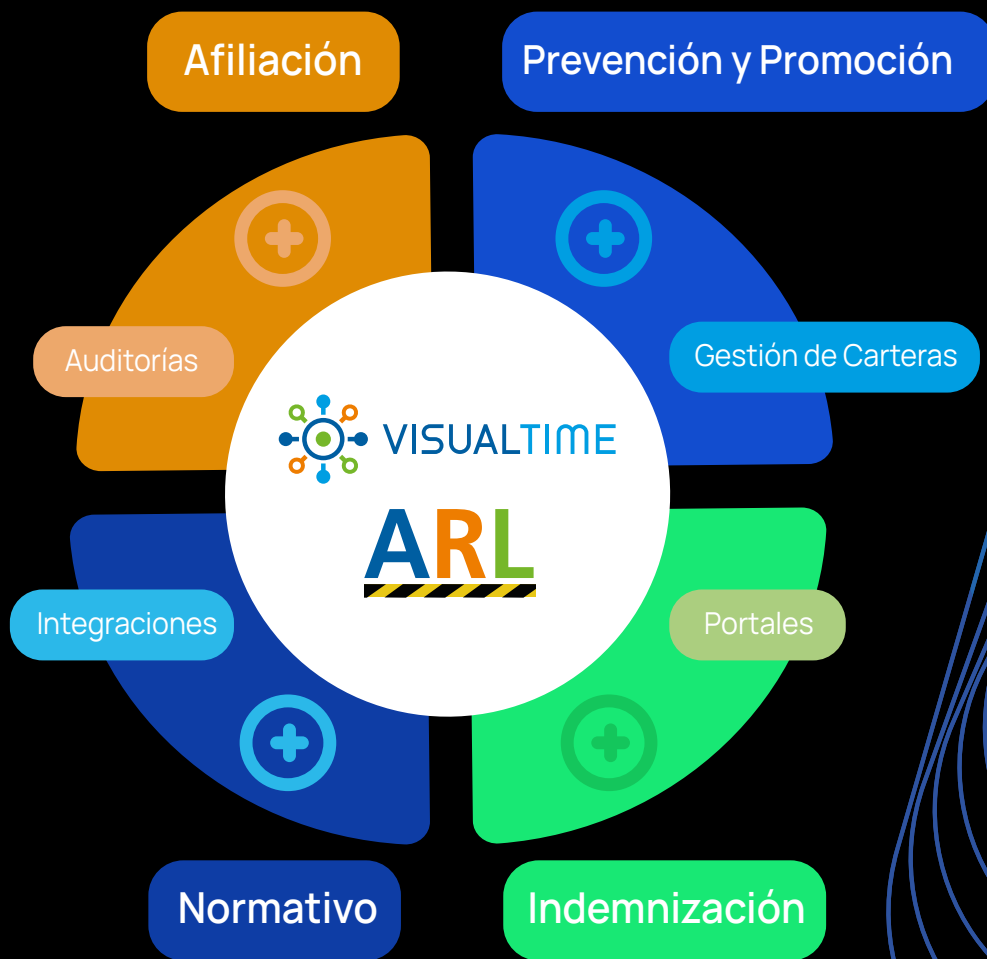 Afiliación
Prevención y Promoción
Auditorías
Gestión de Carteras
VISUALTIME
ARL
Integraciones
Portales
Normativo
Indemnización